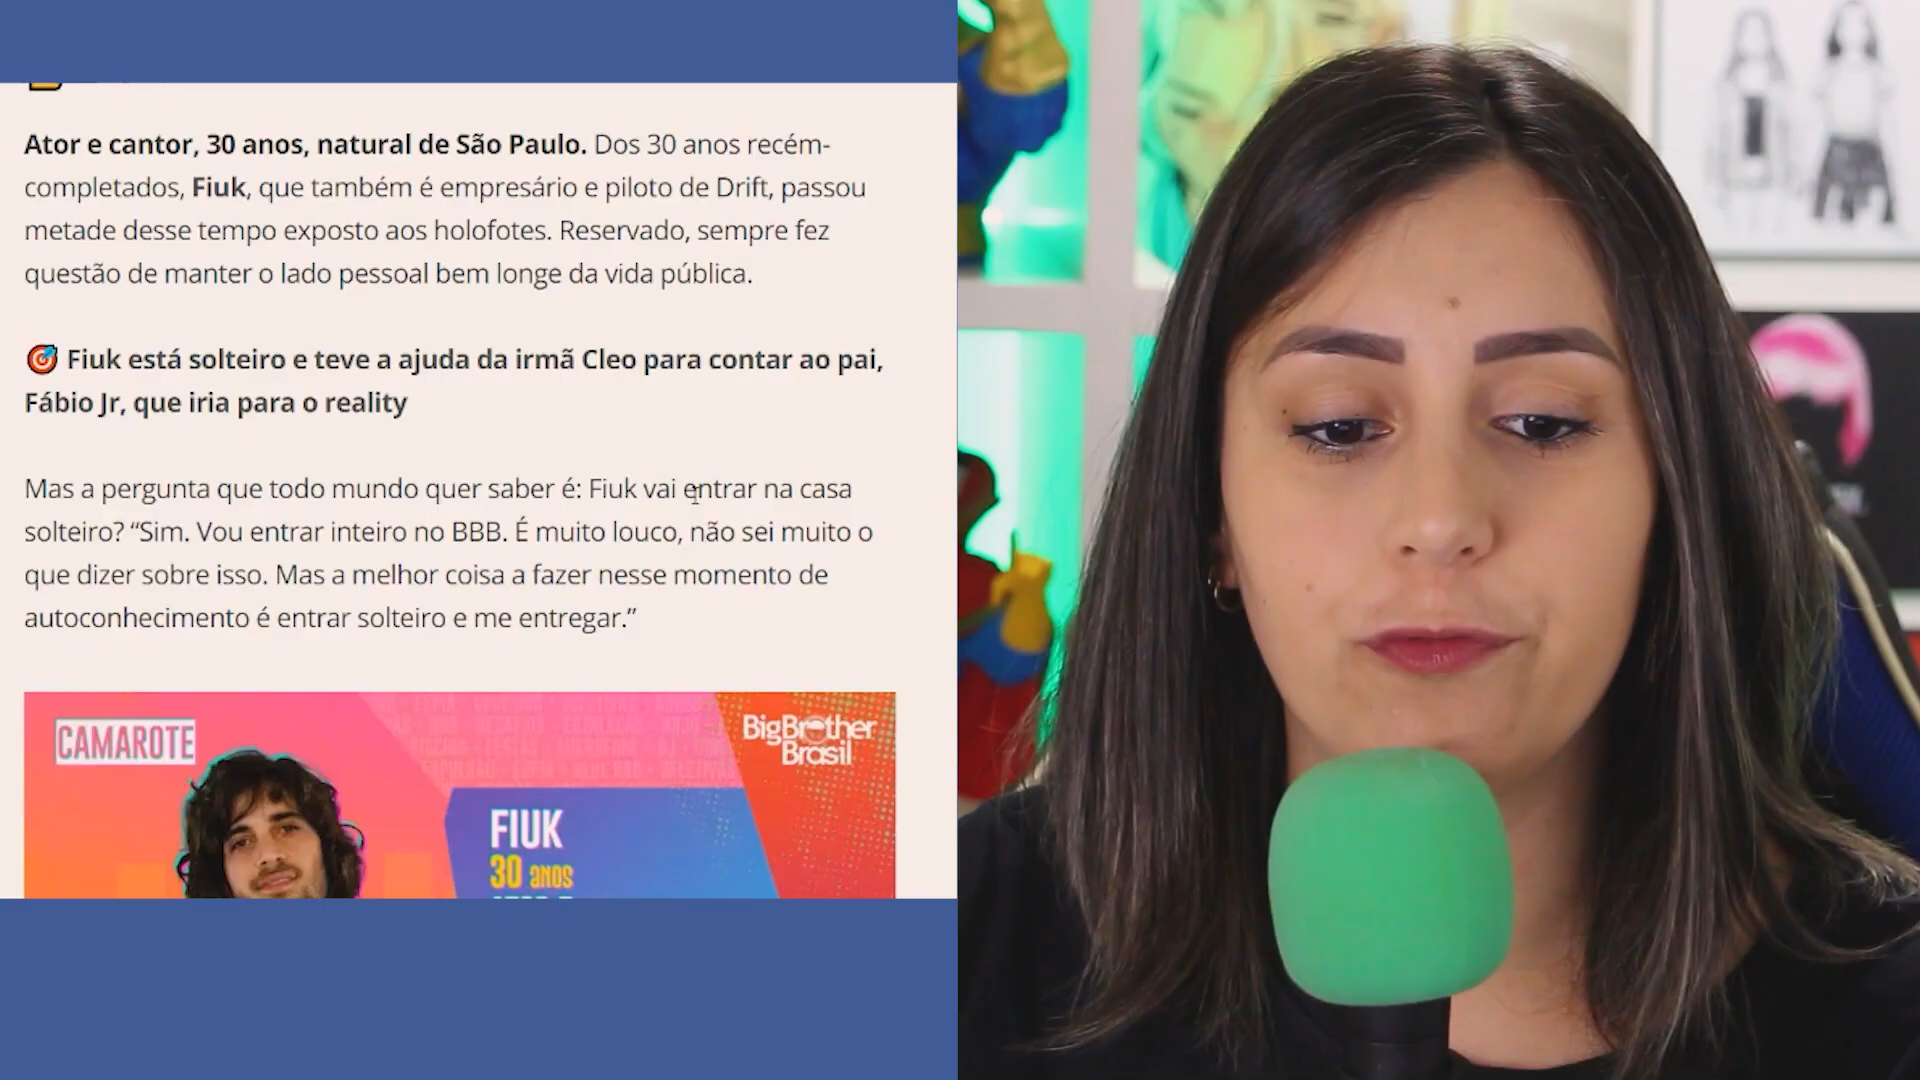 Ator e cantor, 30 anos, natural de São Paulo. Dos 30 anos recém-
completados, Fiuk, que também é empresário e piloto de Drift, passou
metade desse tempo exposto aos holofotes. Reservado, sempre fez
questão de manter o lado pessoal bem longe da vida pública.
🎯 Fiuk está solteiro e teve a ajuda da irmã Cleo para contar ao pai,
Fábio Jr, que iria para o reality
Mas a pergunta que todo mundo quer saber é: Fiuk vai entrar na casa
solteiro? “Sim. Vou entrar inteiro no BBB. É muito louco, não sei muito o
que dizer sobre isso. Mas a melhor coisa a fazer nesse momento de
autoconhecimento é entrar solteiro e me entregar.”
CAMAROTE
BigBrother
Brasil
FIUK
30 anos